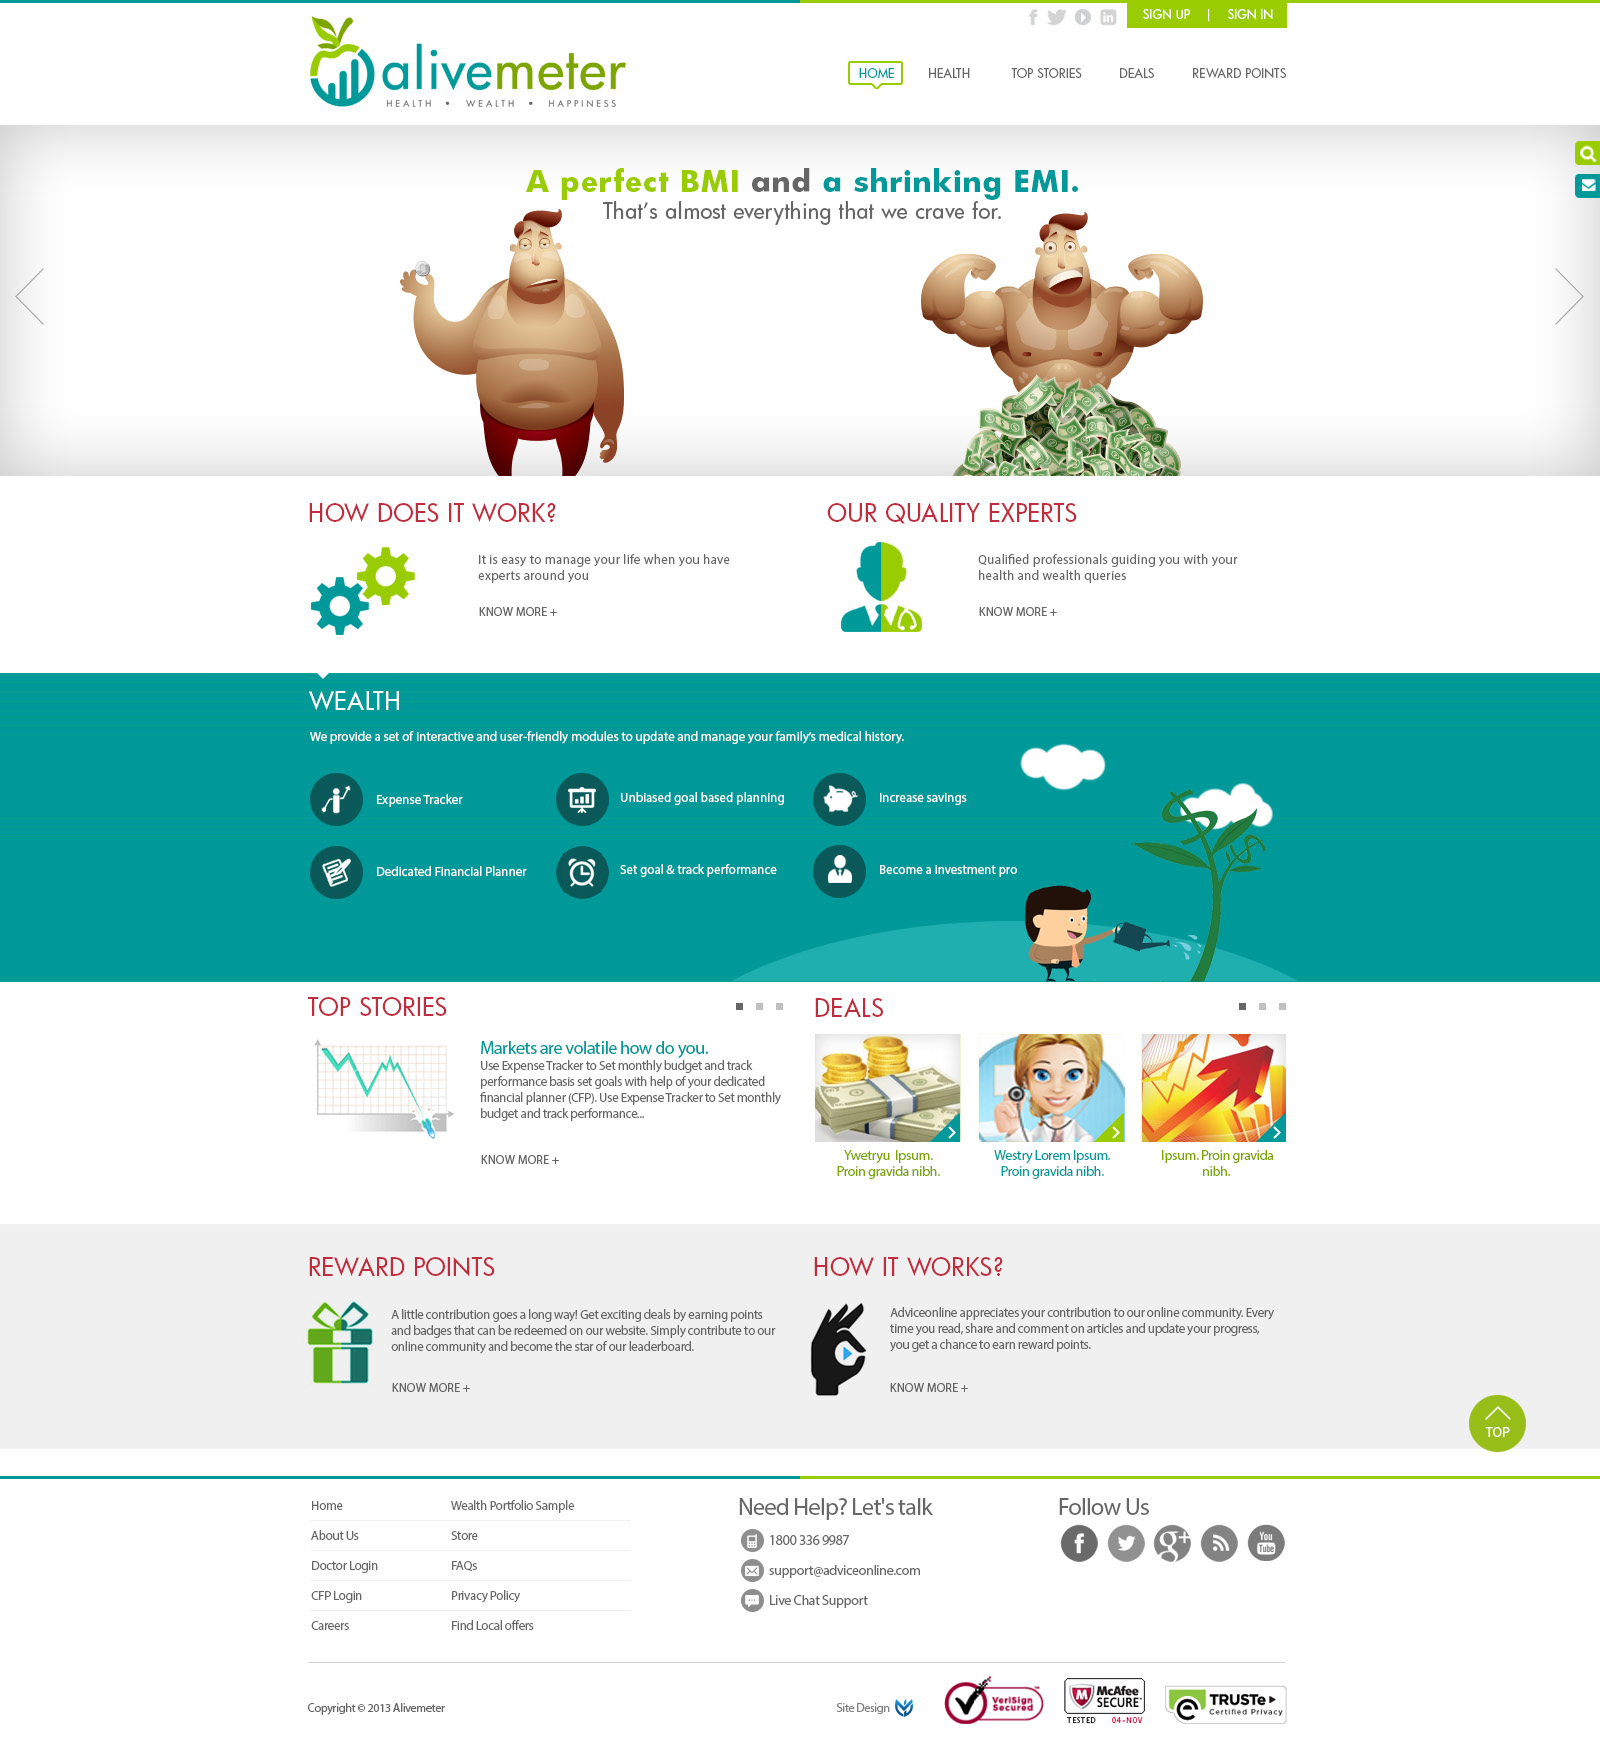 SIGN UP | SIGN IN
alivemeter
HEALTH • WEALTH • HAPPINESS
HOME
HEALTH
TOP STORIES
DEALS
REWARD POINTS
A perfect BMI and a shrinking EMI.
That's almost everything that we crave for.
HOW DOES IT WORK?
It is easy to manage your life when you have
experts around you
KNOW MORE +
OUR QUALITY EXPERTS
Qualified professionals guiding you with your
health and wealth queries
KNOW MORE +
WEALTH
We provide a set of interactive and user-friendly modules to update and manage your family's medical history.
Expense Tracker
Unbiased goal based planning
Increase savings
Dedicated Financial Planner
Set goal & track performance
Become a investment pro
TOP STORIES
Markets are volatile how do you.
Use Expense Tracker to Set monthly budget and track
performance basis set goals with help of your dedicated
financial planner (CFP). Use Expense Tracker to Set monthly
budget and track performance...
KNOW MORE +
DEALS
Ywetryu Ipsum.
Proin gravida nibh.
Westry Lorem Ipsum.
Proin gravida nibh.
Ipsum. Proin gravida
nibh.
REWARD POINTS
A little contribution goes a long way! Get exciting deals by earning points
and badges that can be redeemed on our website. Simply contribute to our
online community and become the star of our leaderboard.
KNOW MORE +
HOW IT WORKS?
Adviceonline appreciates your contribution to our online community. Every
time you read, share and comment on articles and update your progress,
you get a chance to earn reward points.
KNOW MORE +
TOP
Home
Wealth Portfolio Sample
About Us
Store
Doctor Login
FAQs
CFP Login
Privacy Policy
Careers
Find Local offers
Need Help? Let's talk
1800 336 9987
support@adviceonline.com
Live Chat Support
Follow Us
You
Tube
Copyright © 2013 Alivemeter
Site Design
VeriSign
Secured
McAfee
SECURE
TESTED 04-NOV
TRUSTe
Certified Privacy